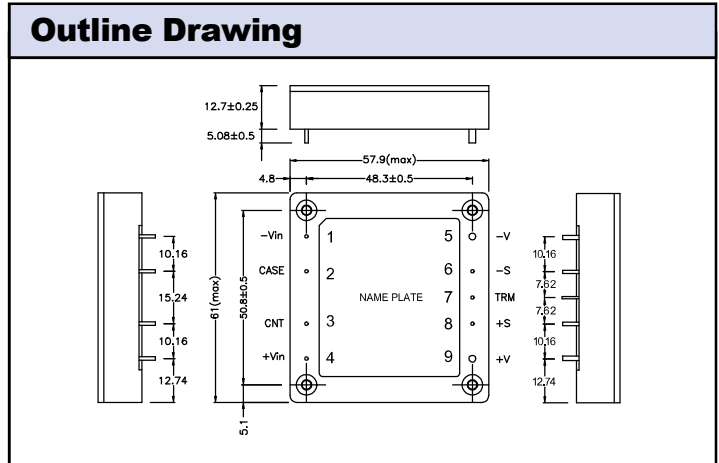 Outline Drawing
12.7±0.25
5.08±0.5
57.9(max)
4.8
48.3±0.5
-Vin 1 5 -V
CASE 2 6 -S
NAME PLATE 7 TRM
CNT 3 8 +S
+Vin 4 9 +V
10.16
15.24
10.16
12.74
61(max)
50.8±0.5
5.1
10.16
7.62
7.62
10.16
12.74